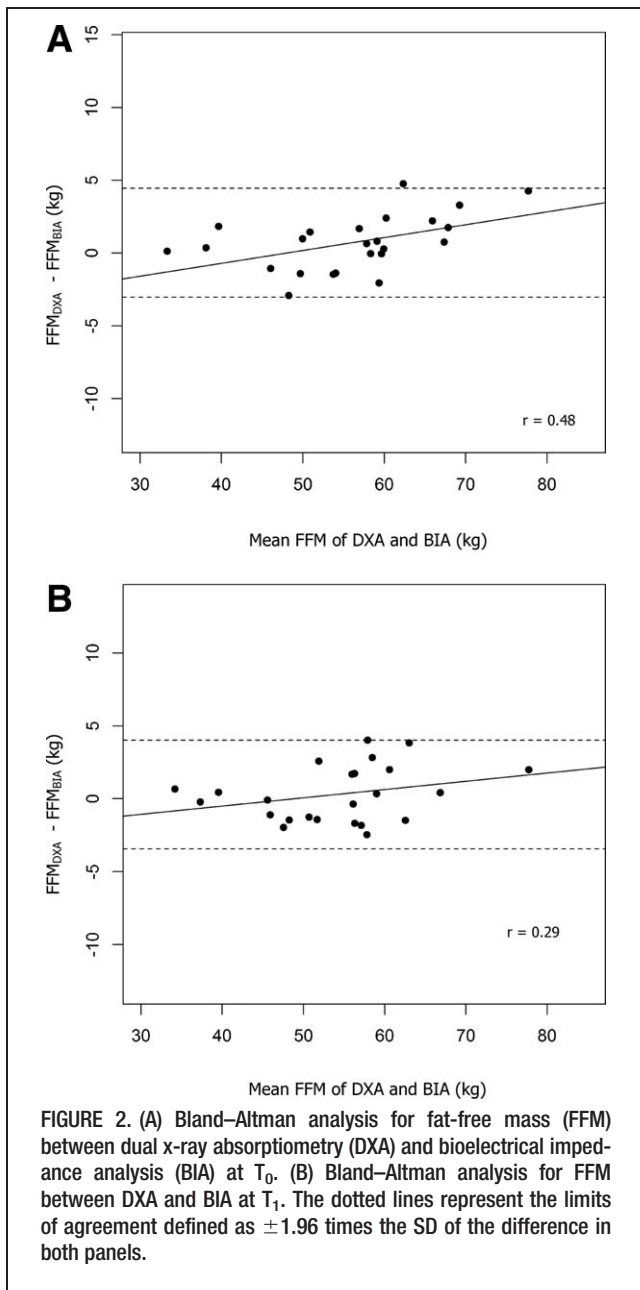 A
15
10
5
0
-5
-10
FFMDXA - FFMBIA (kg)
r = 0.48
30 40 50 60 70 80
Mean FFM of DXA and BIA (kg)
B
10
5
0
-5
-10
FFMDXA - FFMBIA (kg)
r = 0.29
30 40 50 60 70 80
Mean FFM of DXA and BIA (kg)
FIGURE 2. (A) Bland–Altman analysis for fat-free mass (FFM)
between dual x-ray absorptiometry (DXA) and bioelectrical imped-
ance analysis (BIA) at T0. (B) Bland–Altman analysis for FFM
between DXA and BIA at T1. The dotted lines represent the limits
of agreement defined as ±1.96 times the SD of the difference in
both panels.